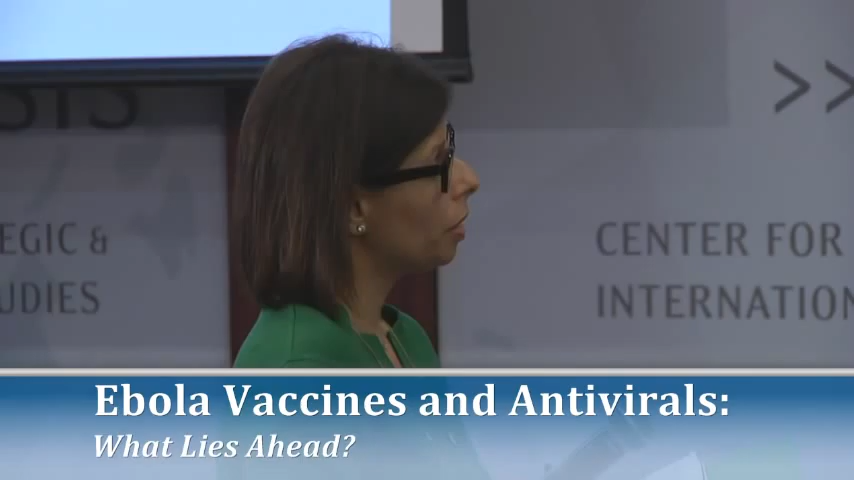 SIS
>>
EGIC &
UDIES
CENTER FOR
INTERNATION
Ebola Vaccines and Antivirals:
What Lies Ahead?